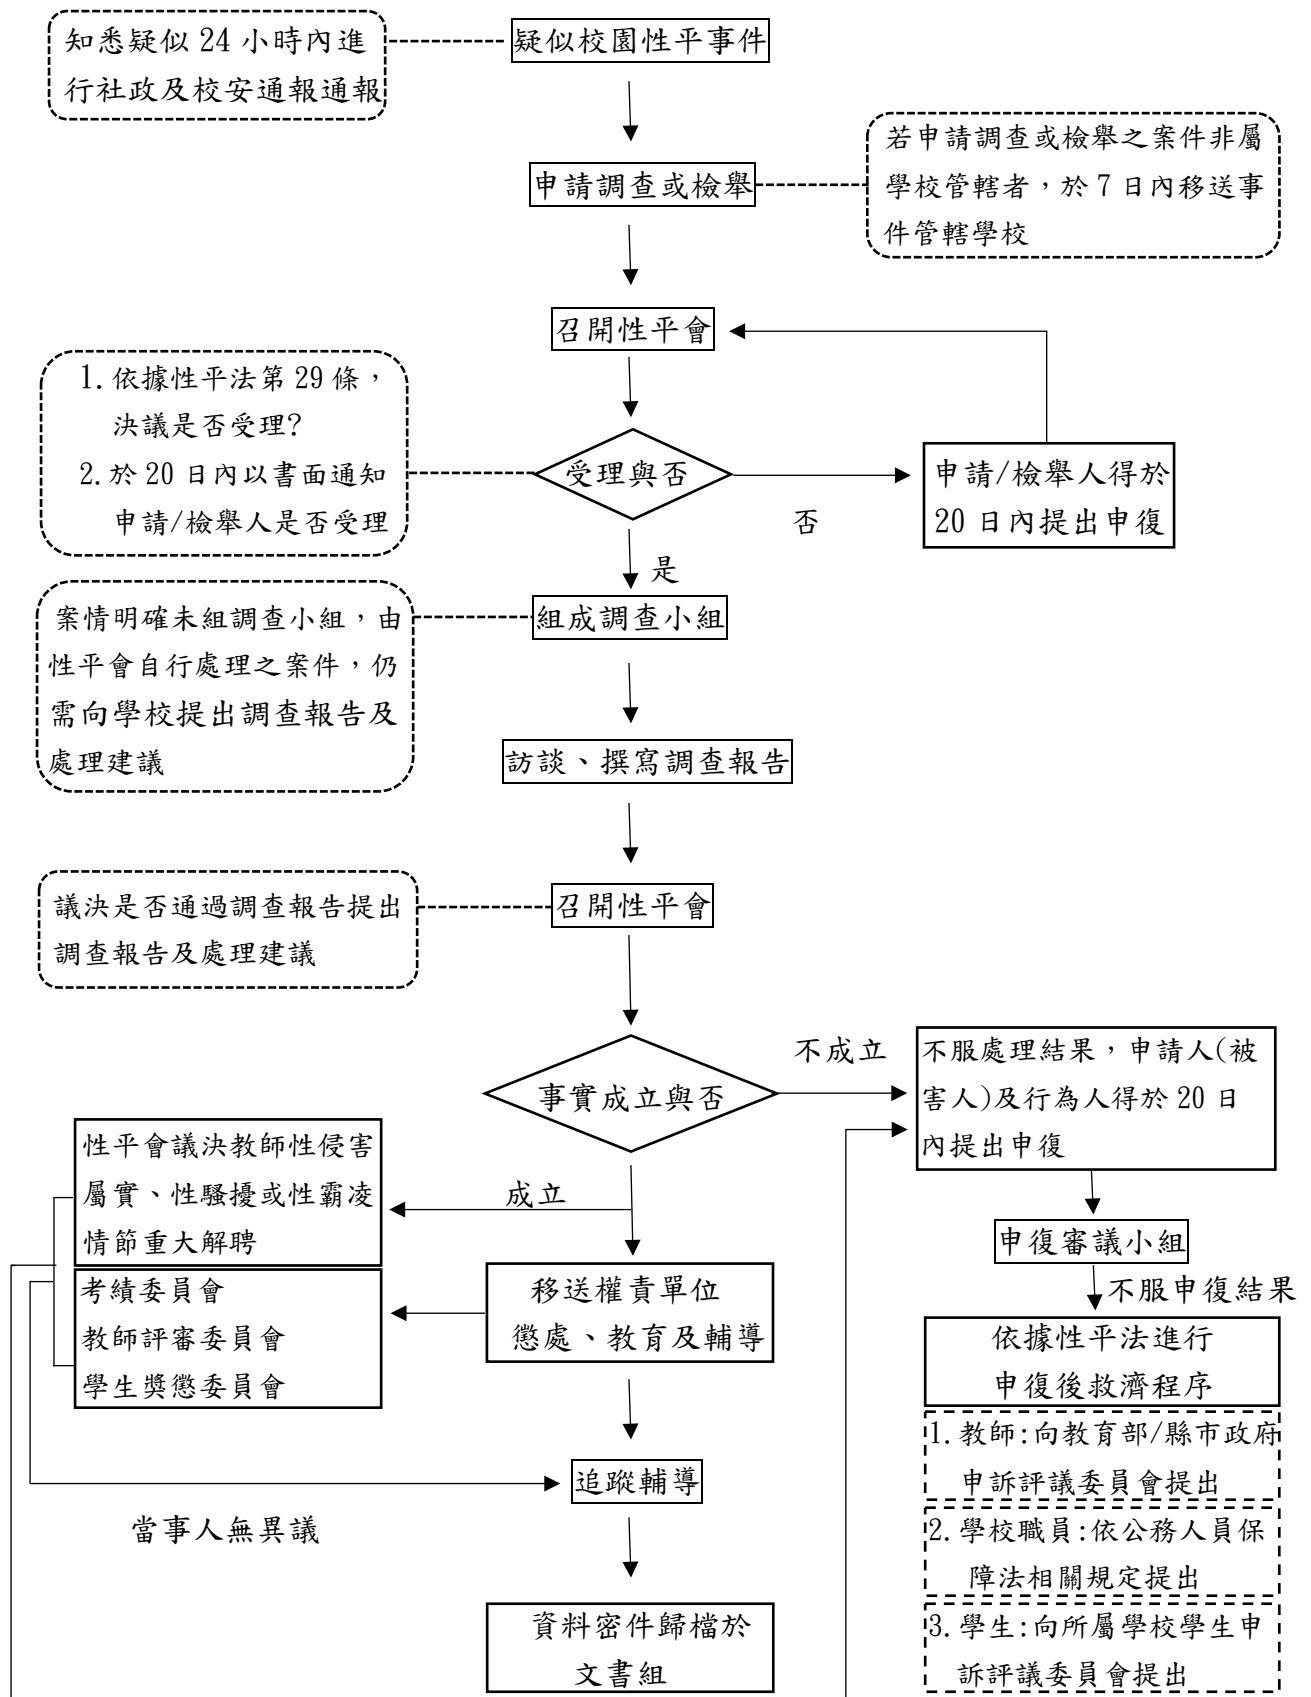 知悉疑似 24 小時內進
行社政及校安通報通報
疑似校園性平事件
申請調查或檢舉
若申請調查或檢舉之案件非屬
學校管轄者，於 7 日內移送事
件管轄學校
召開性平會
1. 依據性平法第 29 條，
決議是否受理?
2. 於 20 日內以書面通知
申請/檢舉人是否受理
受理與否
否
申請/檢舉人得於
20 日內提出申復
是
組成調查小組
案情明確未組調查小組，由
性平會自行處理之案件，仍
需向學校提出調查報告及
處理建議
訪談、撰寫調查報告
召開性平會
議決是否通過調查報告提出
調查報告及處理建議
事實成立與否
不成立
不服處理結果，申請人(被
害人)及行為人得於 20 日
內提出申復
成立
性平會議決教師性侵害
屬實、性騷擾或性霸凌
情節重大解聘
考績委員會
教師評審委員會
學生獎懲委員會
移送權責單位
懲處、教育及輔導
申復審議小組
不服申復結果
依據性平法進行
申復後救濟程序
1. 教師:向教育部/縣市政府
申訴評議委員會提出
2. 學校職員:依公務人員保
障法相關規定提出
3. 學生:向所屬學校學生申
訴評議委員會提出
追蹤輔導
當事人無異議
資料密件歸檔於
文書組